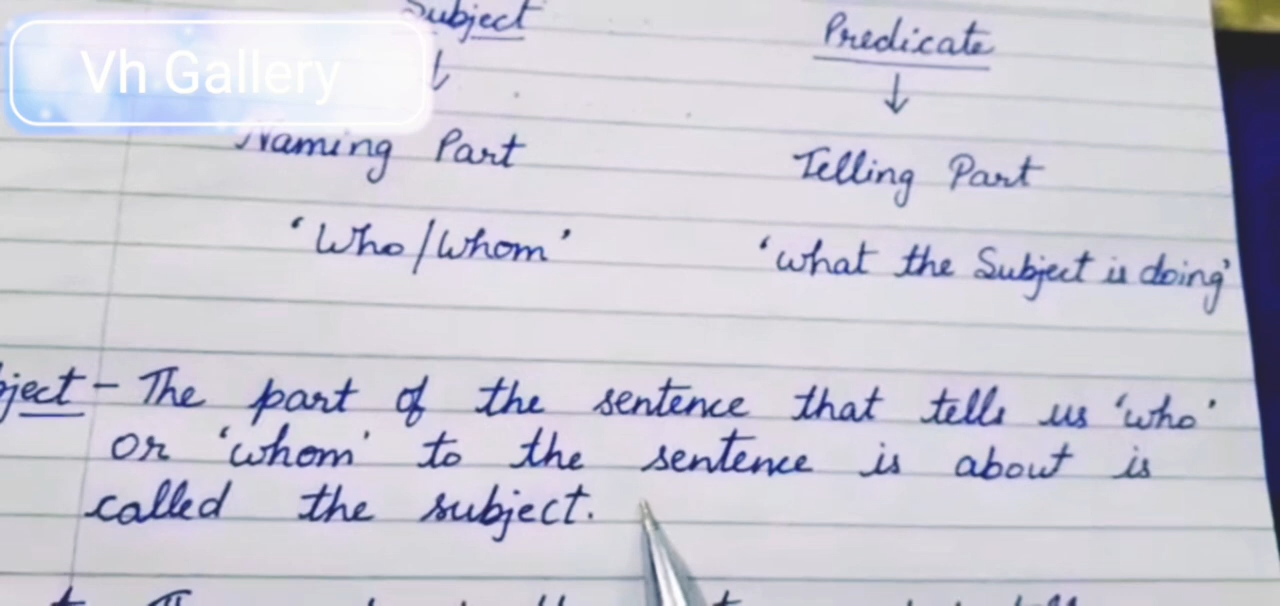 Vh Gallery
Subject Predicate
Naming Part Telling Part
'Who/Whom' 'what the Subject is doing'
ject - The part of the sentence that tells us 'who'
or 'whom' to the sentence is about is
called the subject.